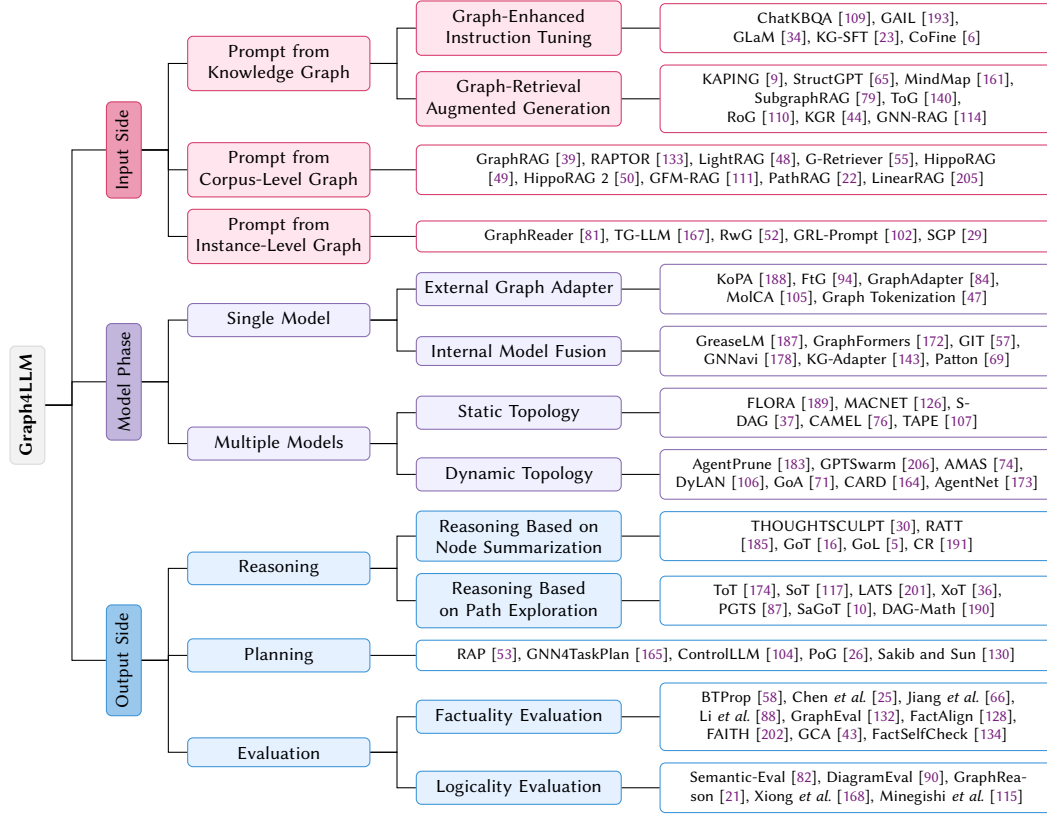 Graph4LLM
Input Side
Prompt from
Knowledge Graph
Graph-Enhanced
Instruction Tuning
ChatKBQA [109], GAIL [193],
GLaM [34], KG-SFT [23], CoFine [6]
Graph-Retrieval
Augmented Generation
KAPING [9], StructGPT [65], MindMap [161],
SubgraphRAG [79], ToG [140],
RoG [110], KGR [44], GNN-RAG [114]
Prompt from
Corpus-Level Graph
GraphRAG [39], RAPTOR [133], LightRAG [48], G-Retriever [55], HippoRAG
[49], HippoRAG 2 [50], GFM-RAG [111], PathRAG [22], LinearRAG [205]
Prompt from
Instance-Level Graph
GraphReader [81], TG-LLM [167], RwG [52], GRL-Prompt [102], SGP [29]
Model Phase
Single Model
External Graph Adapter
KoPA [188], FtG [94], GraphAdapter [84],
MolCA [105], Graph Tokenization [47]
Internal Model Fusion
GreaseLM [187], GraphFormers [172], GIT [57],
GNNavi [178], KG-Adapter [143], Patton [69]
Multiple Models
Static Topology
FLORA [189], MACNET [126], S-
DAG [37], CAMEL [76], TAPE [107]
Dynamic Topology
AgentPrune [183], GPTSwarm [206], AMAS [74],
DyLAN [106], GoA [71], CARD [164], AgentNet [173]
Output Side
Reasoning
Reasoning Based on
Node Summarization
THOUGHTSCULPT [30], RATT
[185], GoT [16], GoL [5], CR [191]
Reasoning Based
on Path Exploration
ToT [174], SoT [117], LATS [201], XoT [36],
PGTS [87], SaGoT [10], DAG-Math [190]
Planning
RAP [53], GNN4TaskPlan [165], ControlLLM [104], PoG [26], Sakib and Sun [130]
Evaluation
Factuality Evaluation
BTProp [58], Chen et al. [25], Jiang et al. [66],
Li et al. [88], GraphEval [132], FactAlign [128],
FAITH [202], GCA [43], FactSelfCheck [134]
Logicality Evaluation
Semantic-Eval [82], DiagramEval [90], GraphRea-
son [21], Xiong et al. [168], Minegishi et al. [115]